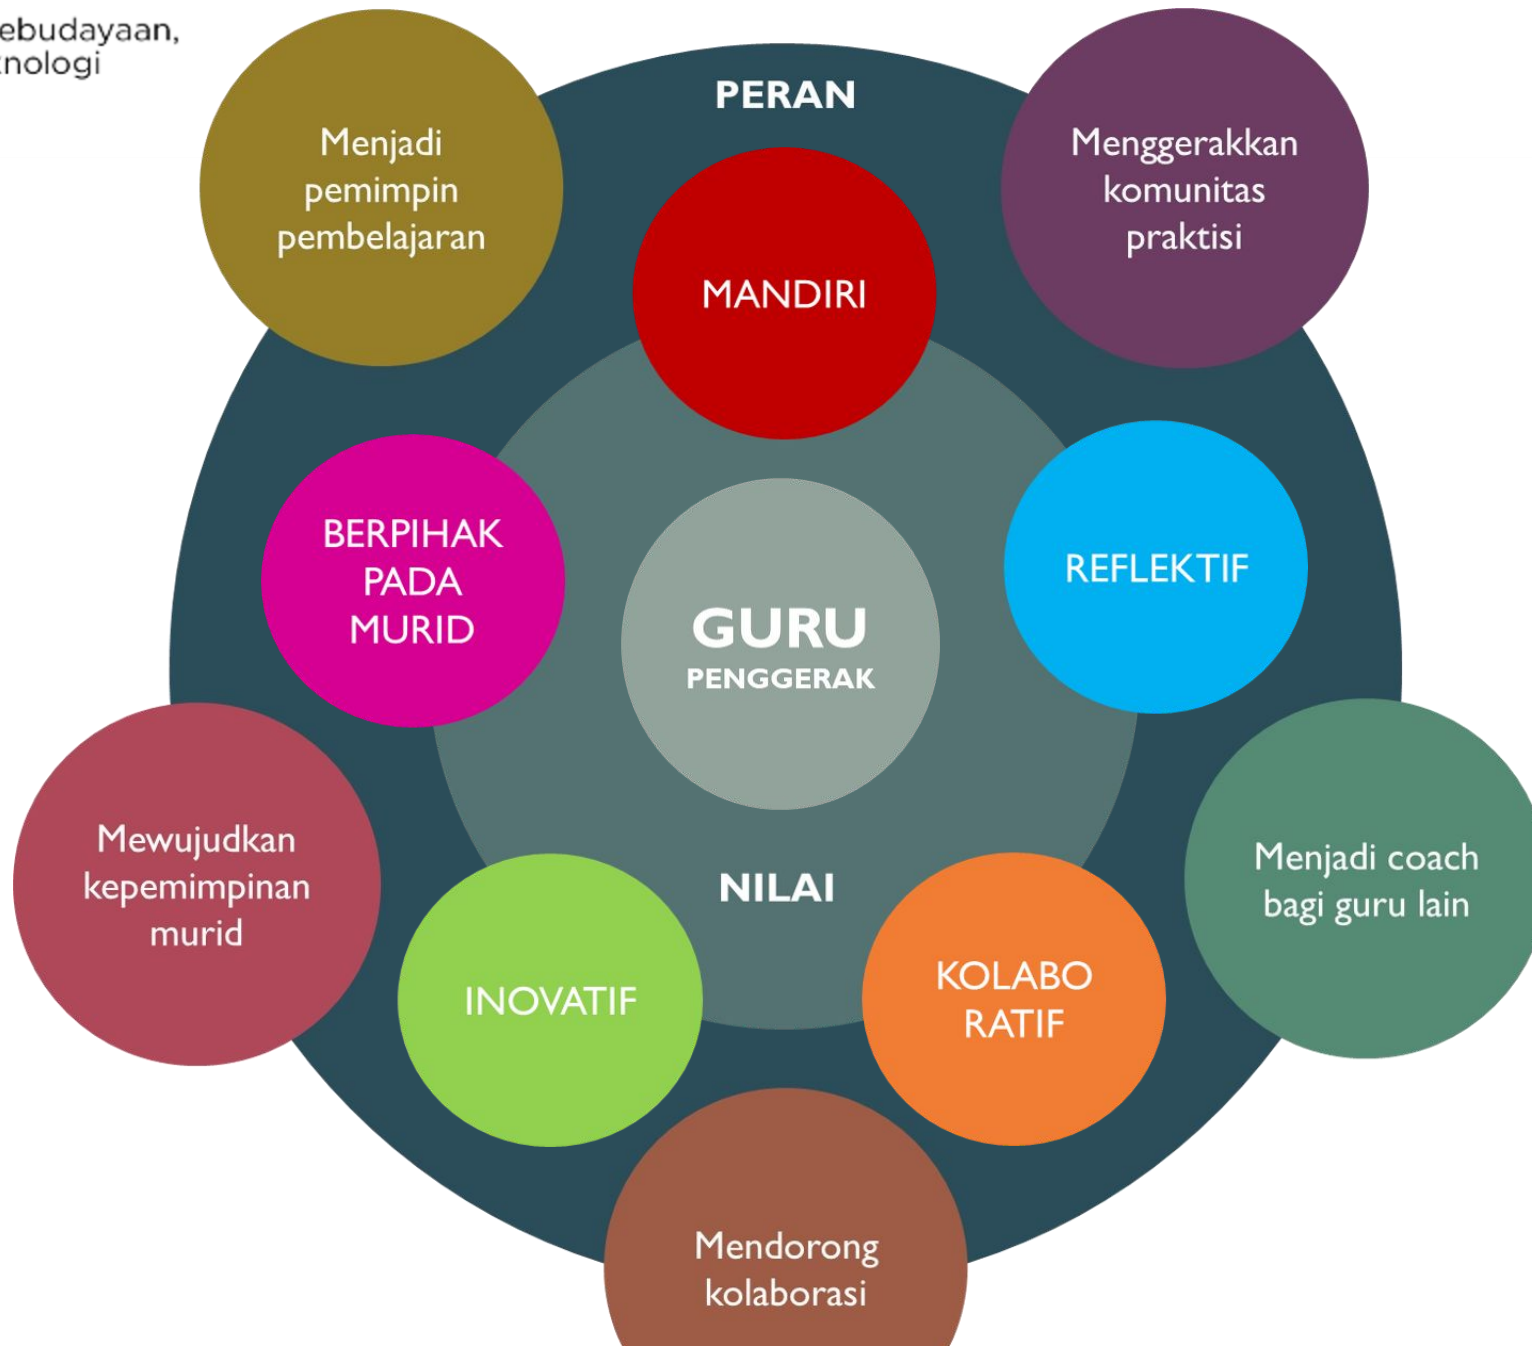 ebudayaan,
nologi
PERAN
Menjadi
pemimpin
pembelajaran
Menggerakkan
komunitas
praktisi
MANDIRI
BERPIHAK
PADA
MURID
REFLEKTIF
GURU
PENGGERAK
Mewujudkan
kepemimpinan
murid
Menjadi coach
bagi guru lain
NILAI
INOVATIF
KOLABO
RATIF
Mendorong
kolaborasi